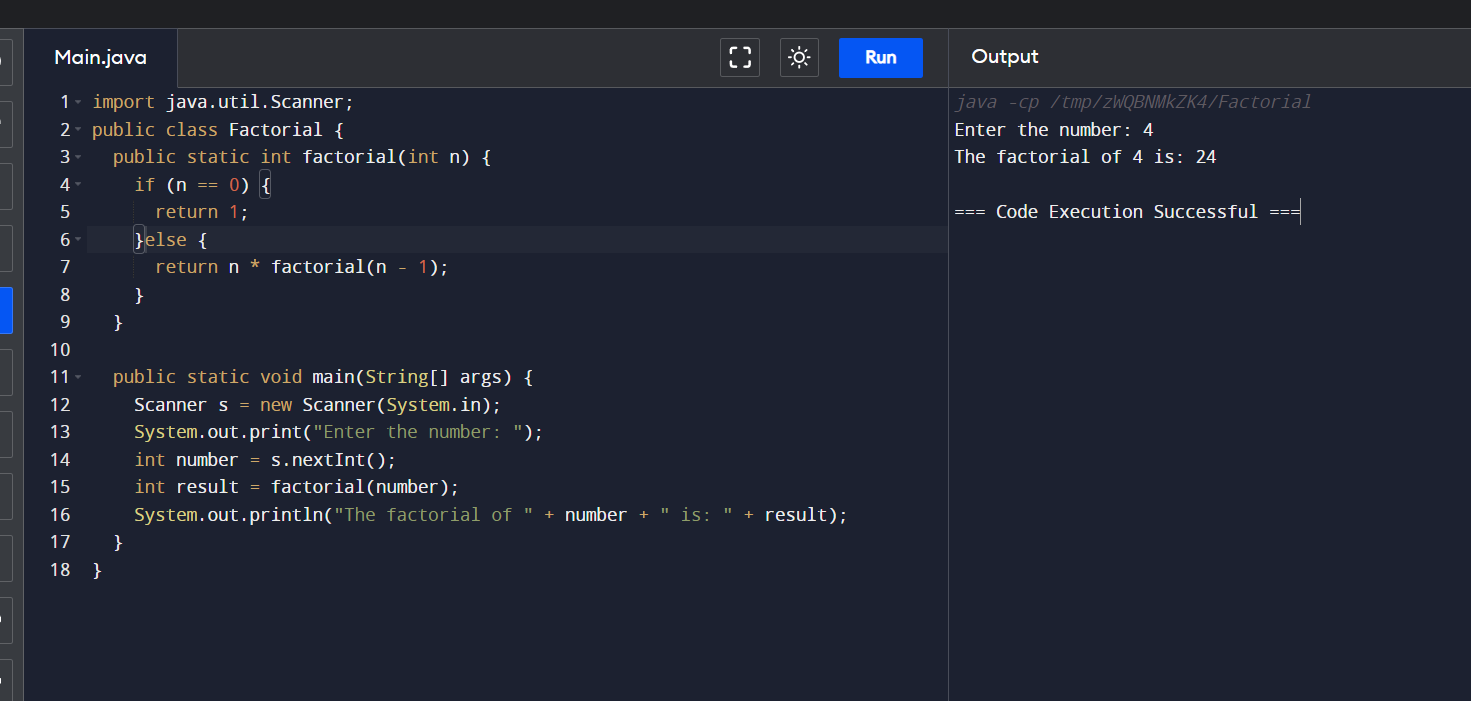 Main.java
Run
Output
1 import java.util.Scanner;
2 public class Factorial {
3   public static int factorial(int n) {
4     if (n == 0) {
5       return 1;
6     }else {
7       return n * factorial(n - 1);
8     }
9   }
10
11   public static void main(String[] args) {
12     Scanner s = new Scanner(System.in);
13     System.out.print("Enter the number: ");
14     int number = s.nextInt();
15     int result = factorial(number);
16     System.out.println("The factorial of " + number + " is: " + result);
17   }
18 }
java -cp /tmp/zWQBNMkZK4/Factorial
Enter the number: 4
The factorial of 4 is: 24
=== Code Execution Successful ===